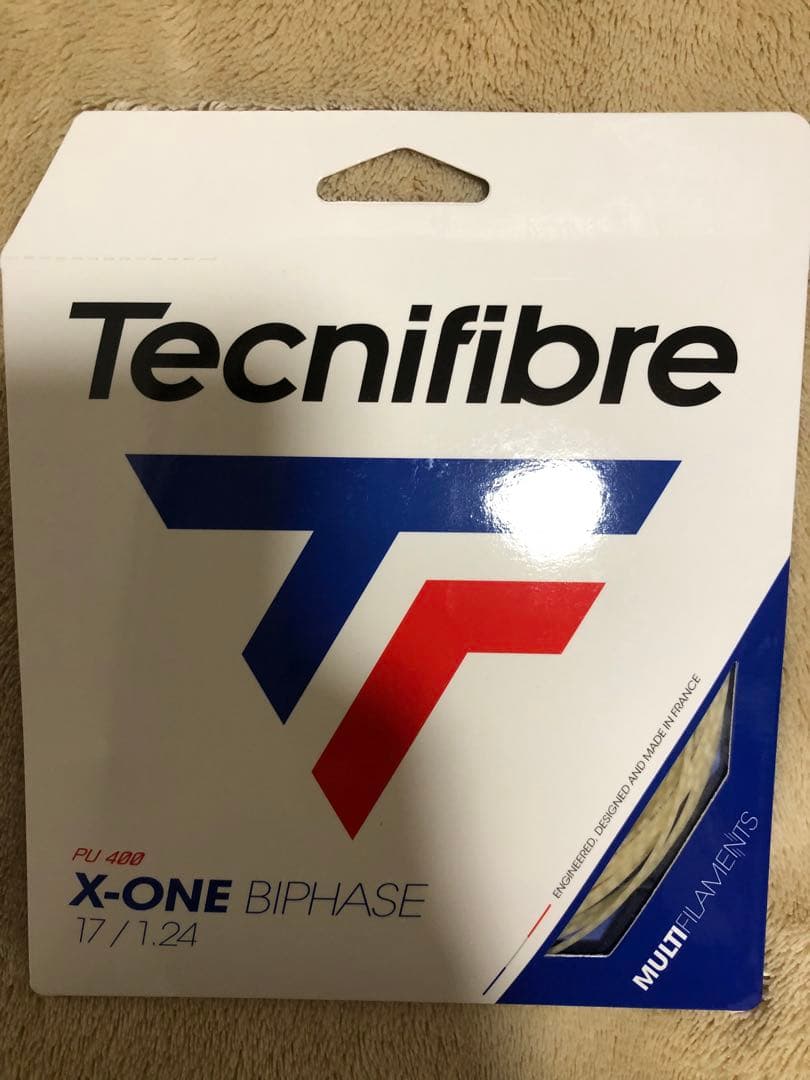 Tecnifibre
PU 400
X-ONE BIPHASE
17 / 1.24
ENGINEERED, DESIGNED AND MADE IN FRANCE
MULTIFILAMENTS